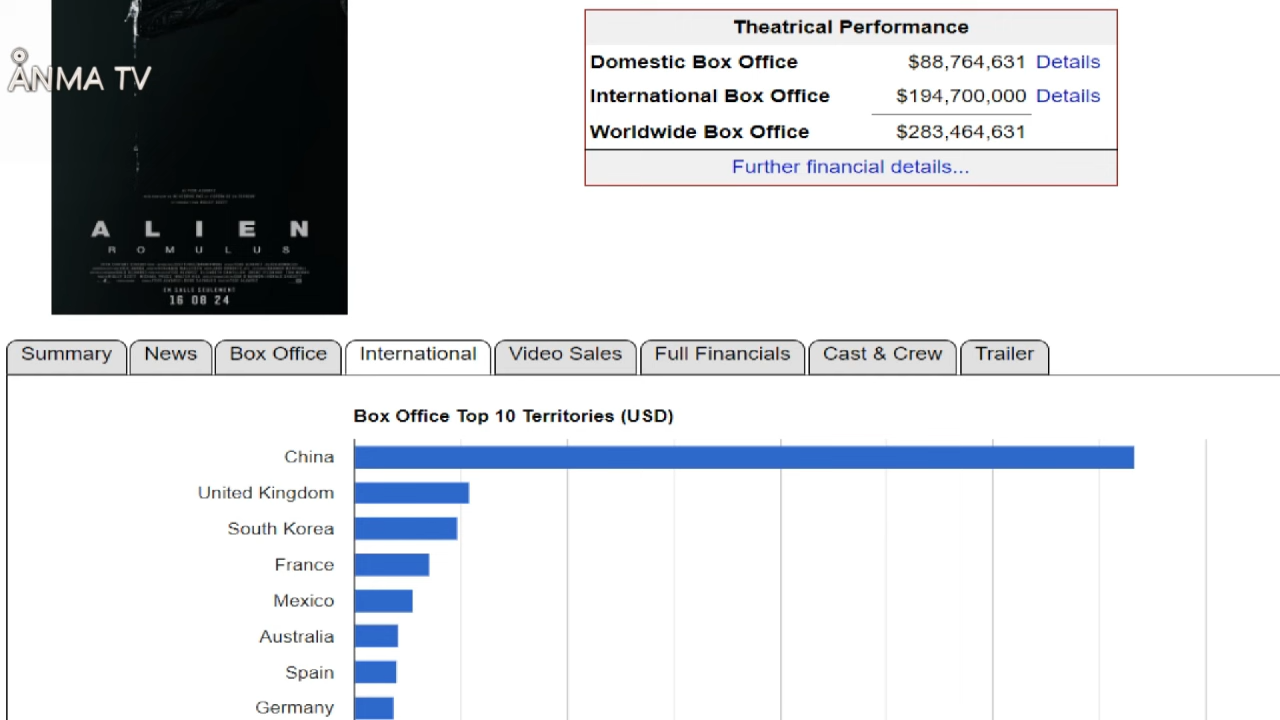 ANMA TV
ALIEN
ROMULUS
EN SALLE SEULEMENT
16 08 24
Theatrical Performance
Domestic Box Office $88,764,631 Details
International Box Office $194,700,000 Details
Worldwide Box Office $283,464,631
Further financial details...
Summary News Box Office International Video Sales Full Financials Cast & Crew Trailer
Box Office Top 10 Territories (USD)
China
United Kingdom
South Korea
France
Mexico
Australia
Spain
Germany